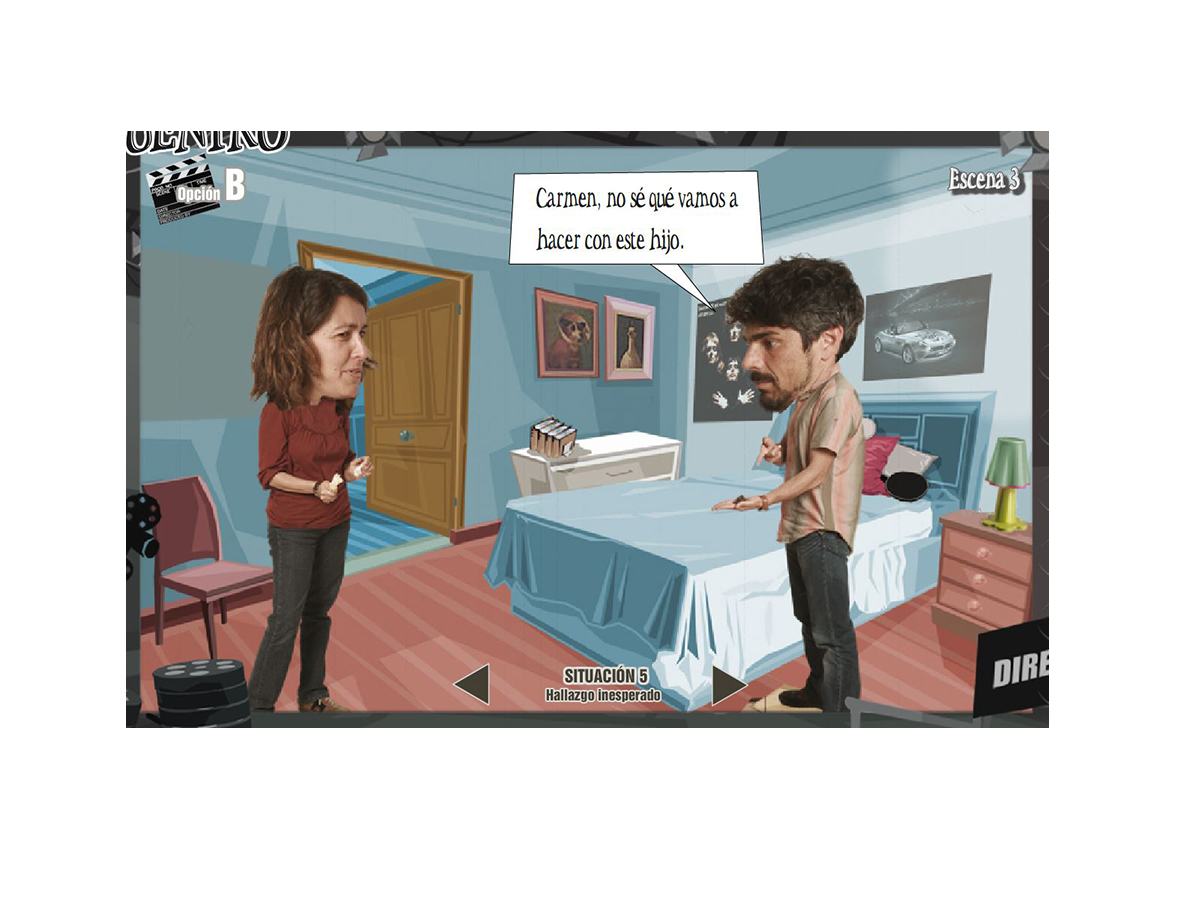 Opción B
Escena 3
Carmen, no sé qué vamos a
hacer con este hijo.
SITUACIÓN 5
Hallazgo inesperado
DIRE